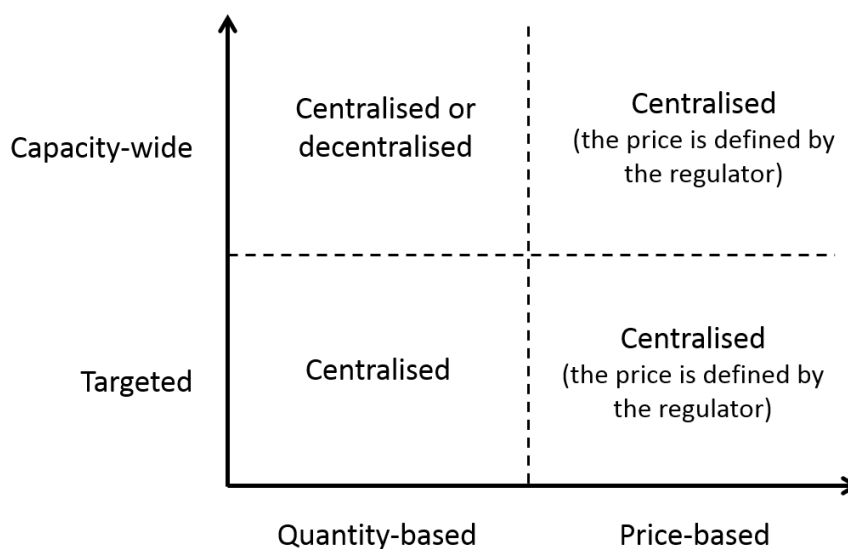 Capacity-wide
Centralised or
decentralised
Centralised
(the price is defined by
the regulator)
Targeted
Centralised
Centralised
(the price is defined by
the regulator)
Quantity-based
Price-based